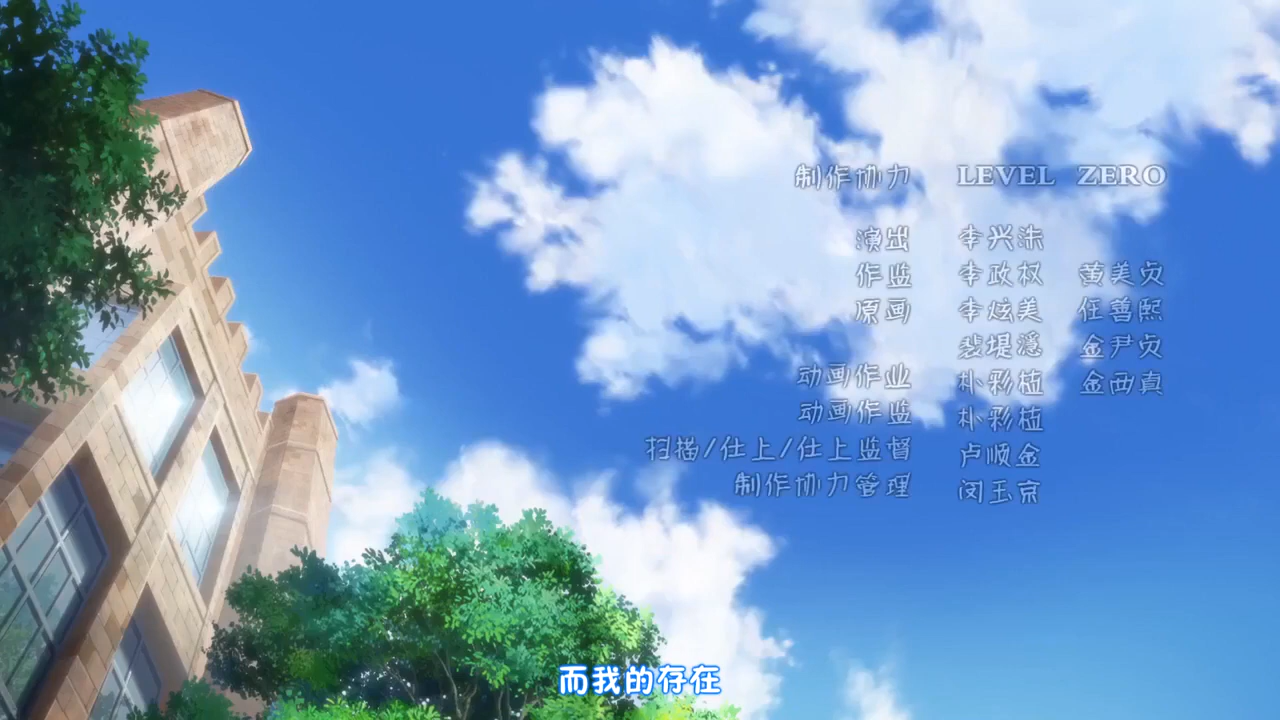 制作协力 LEVEL ZERO
演出 李兴洙
作监 李政权 黄美贞
原画 李炫美 任善熙
裴堤隐 金尹贞
动画作业 朴彩植 金西真
动画作监 朴彩植
扫描/仕上/仕上监督 卢顺金
制作协力管理 闵玉京
而我的存在